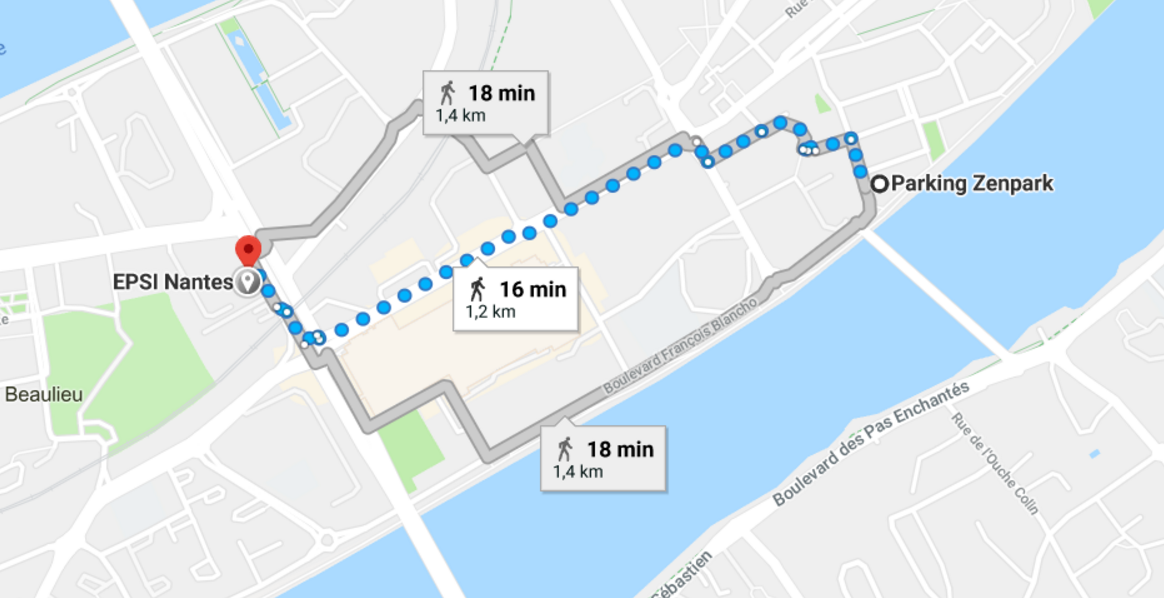 Rue
18 min
1,4 km
Parking Zenpark
EPSI Nantes
16 min
1,2 km
Boulevard François Blancho
Beaulieu
18 min
1,4 km
Boulevard des Pas Enchantés
Rue de l'Ouche Colin
Sébastien